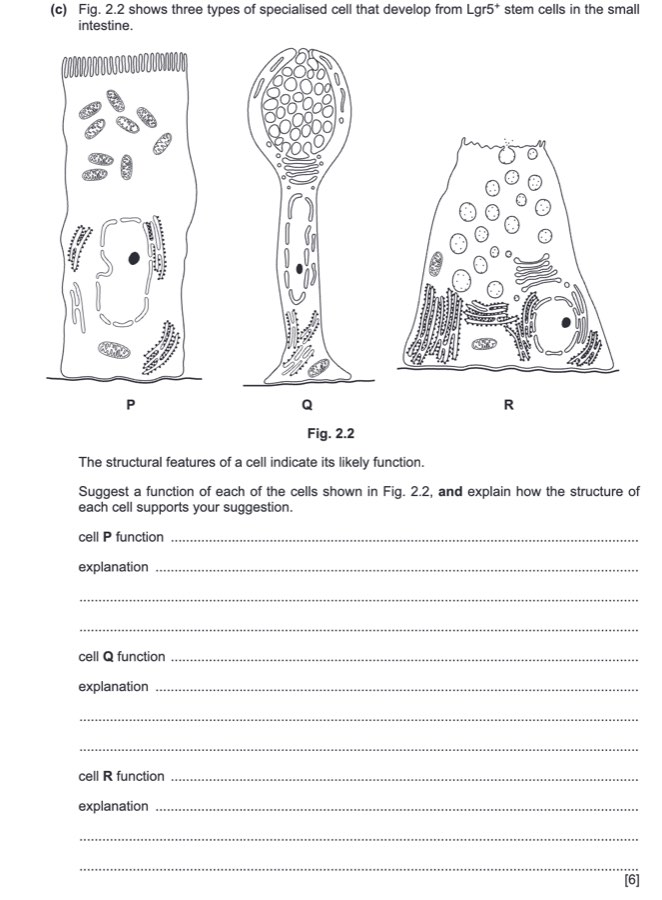 (c) Fig. 2.2 shows three types of specialised cell that develop from Lgr5⁺ stem cells in the small
intestine.
P
Q
R
Fig. 2.2
The structural features of a cell indicate its likely function.
Suggest a function of each of the cells shown in Fig. 2.2, and explain how the structure of
each cell supports your suggestion.
cell P function
explanation
cell Q function
explanation
cell R function
explanation
[6]